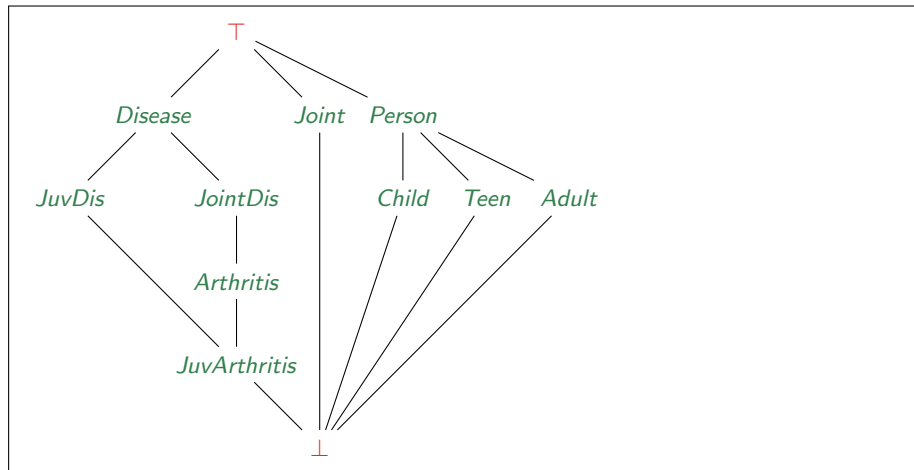 ⊤
Disease Joint Person
JuvDis JointDis Child Teen Adult
Arthritis
JuvArthritis
⊥